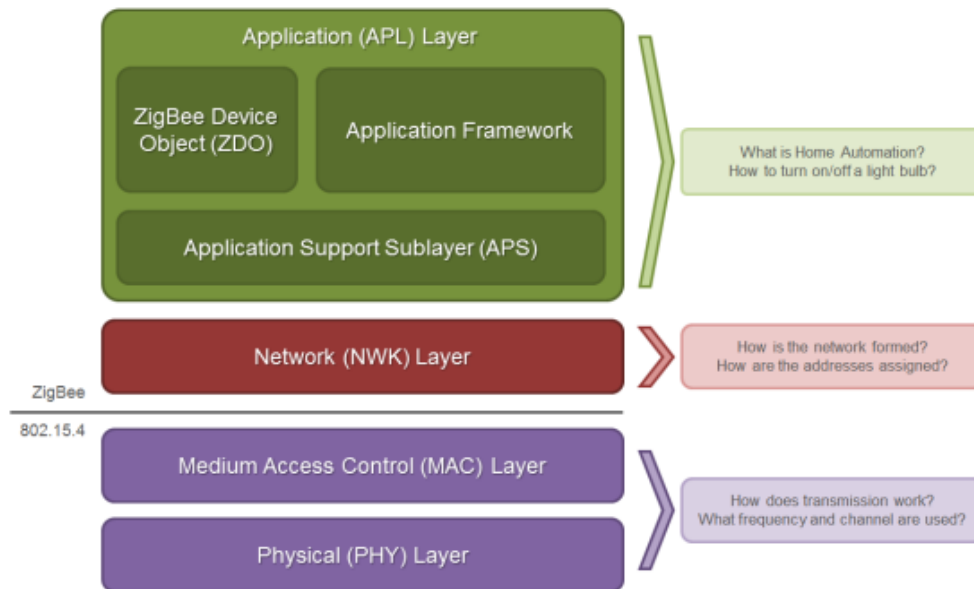 Application (APL) Layer
ZigBee Device
Object (ZDO)
Application Framework
Application Support Sublayer (APS)
What is Home Automation?
How to turn on/off a light bulb?
Network (NWK) Layer
How is the network formed?
How are the addresses assigned?
ZigBee
802.15.4
Medium Access Control (MAC) Layer
Physical (PHY) Layer
How does transmission work?
What frequency and channel are used?